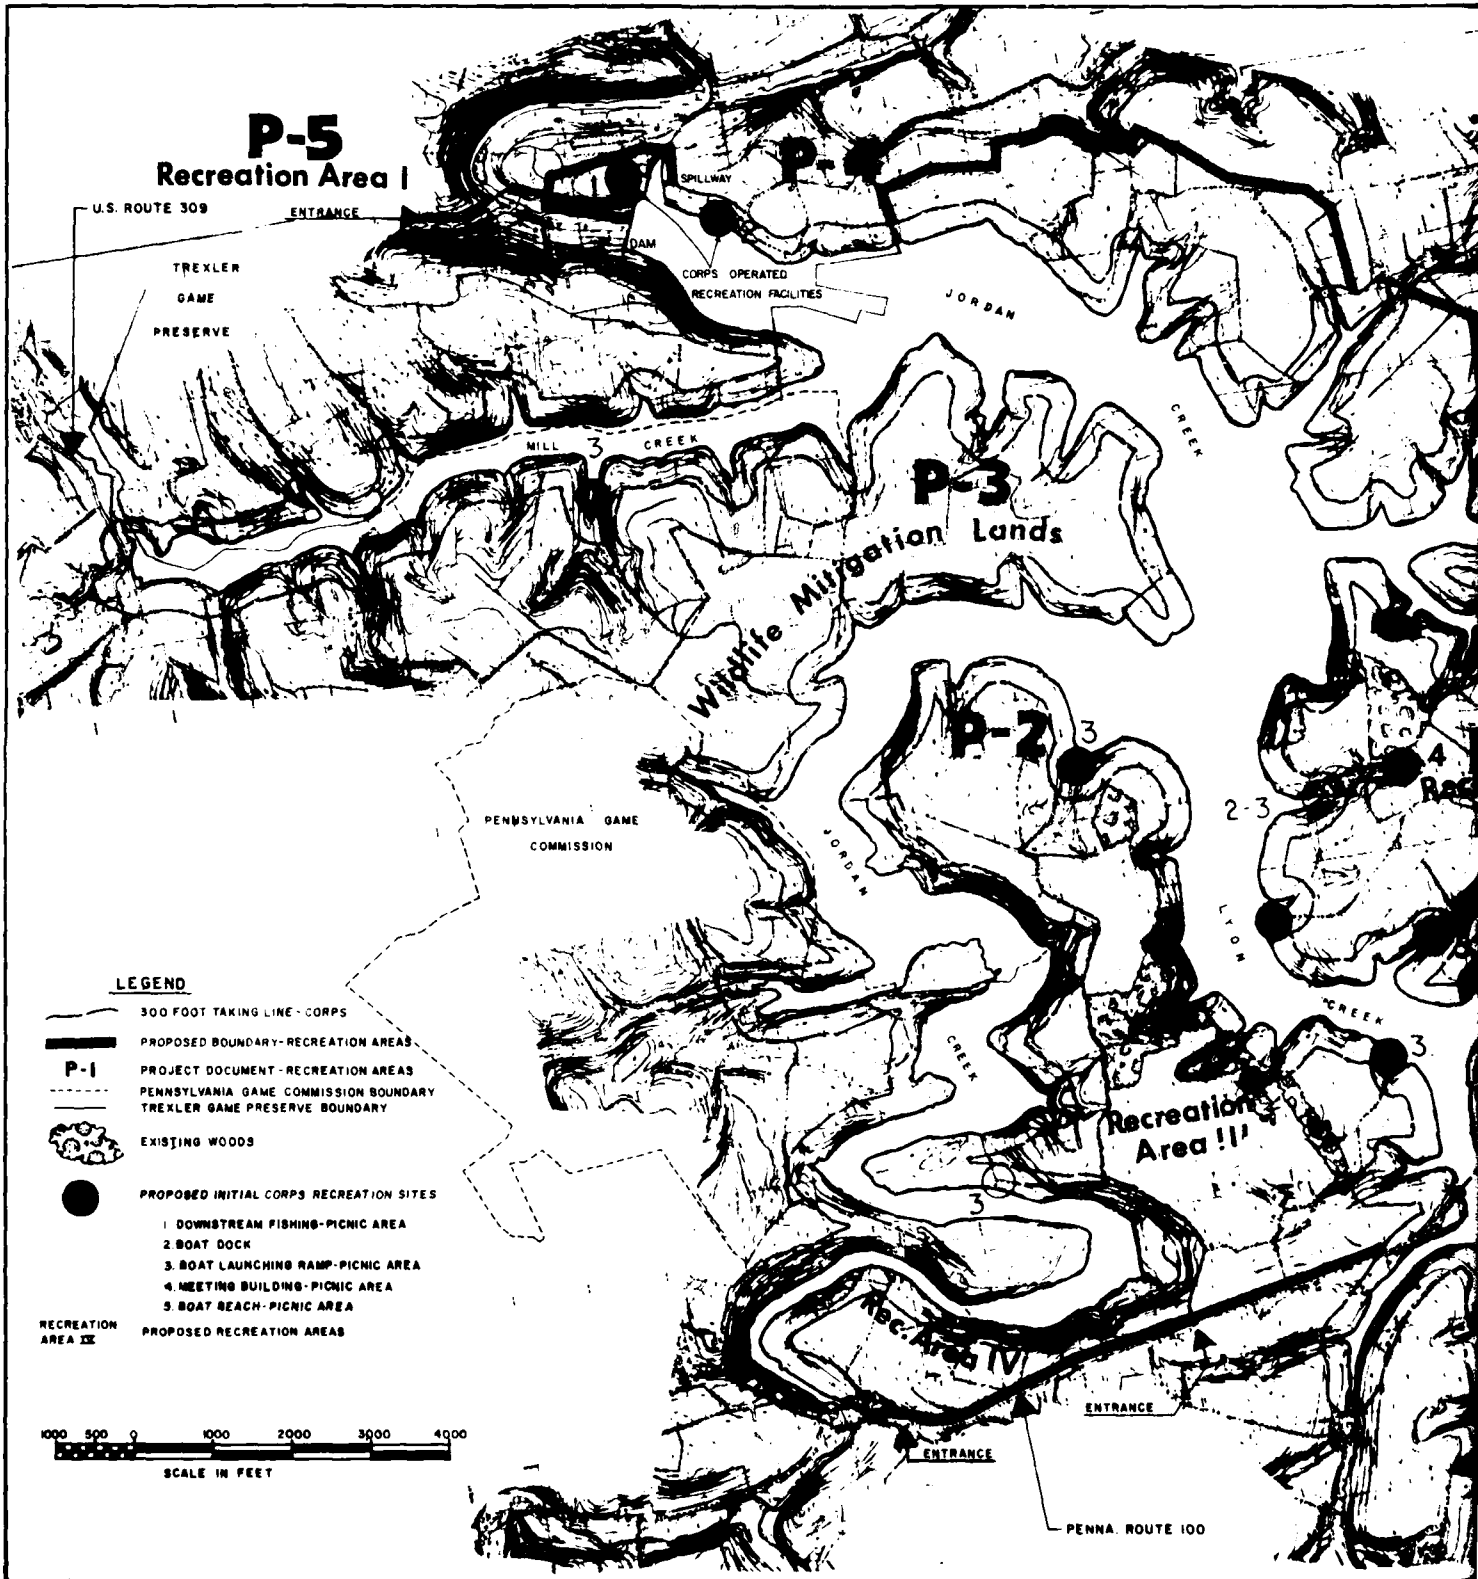 P-5
Recreation Area I
U.S. ROUTE 309
ENTRANCE
P-4
1
SPILLWAY
DAM
CORPS OPERATED
RECREATION FACILITIES
TREXLER
GAME
PRESERVE
JORDAN
CREEK
MILL 3 CREEK
P-3
Wildlife Mitigation Lands
P-2
3
4
Rec
2-3
PENNSYLVANIA GAME
COMMISSION
JORDAN
CREEK
LYON
CREEK
3
Recreation
Area II
3
Rec. Area IV
ENTRANCE
ENTRANCE
PENNA. ROUTE 100
LEGEND
300 FOOT TAKING LINE - CORPS
PROPOSED BOUNDARY - RECREATION AREAS
P-1 PROJECT DOCUMENT - RECREATION AREAS
PENNSYLVANIA GAME COMMISSION BOUNDARY
TREXLER GAME PRESERVE BOUNDARY
EXISTING WOODS
PROPOSED INITIAL CORPS RECREATION SITES
1 DOWNSTREAM FISHING-PICNIC AREA
2. BOAT DOCK
3. BOAT LAUNCHING RAMP-PICNIC AREA
4. MEETING BUILDING-PICNIC AREA
5. BOAT BEACH-PICNIC AREA
RECREATION
AREA IX PROPOSED RECREATION AREAS
1000 500 0 1000 2000 3000 4000
SCALE IN FEET